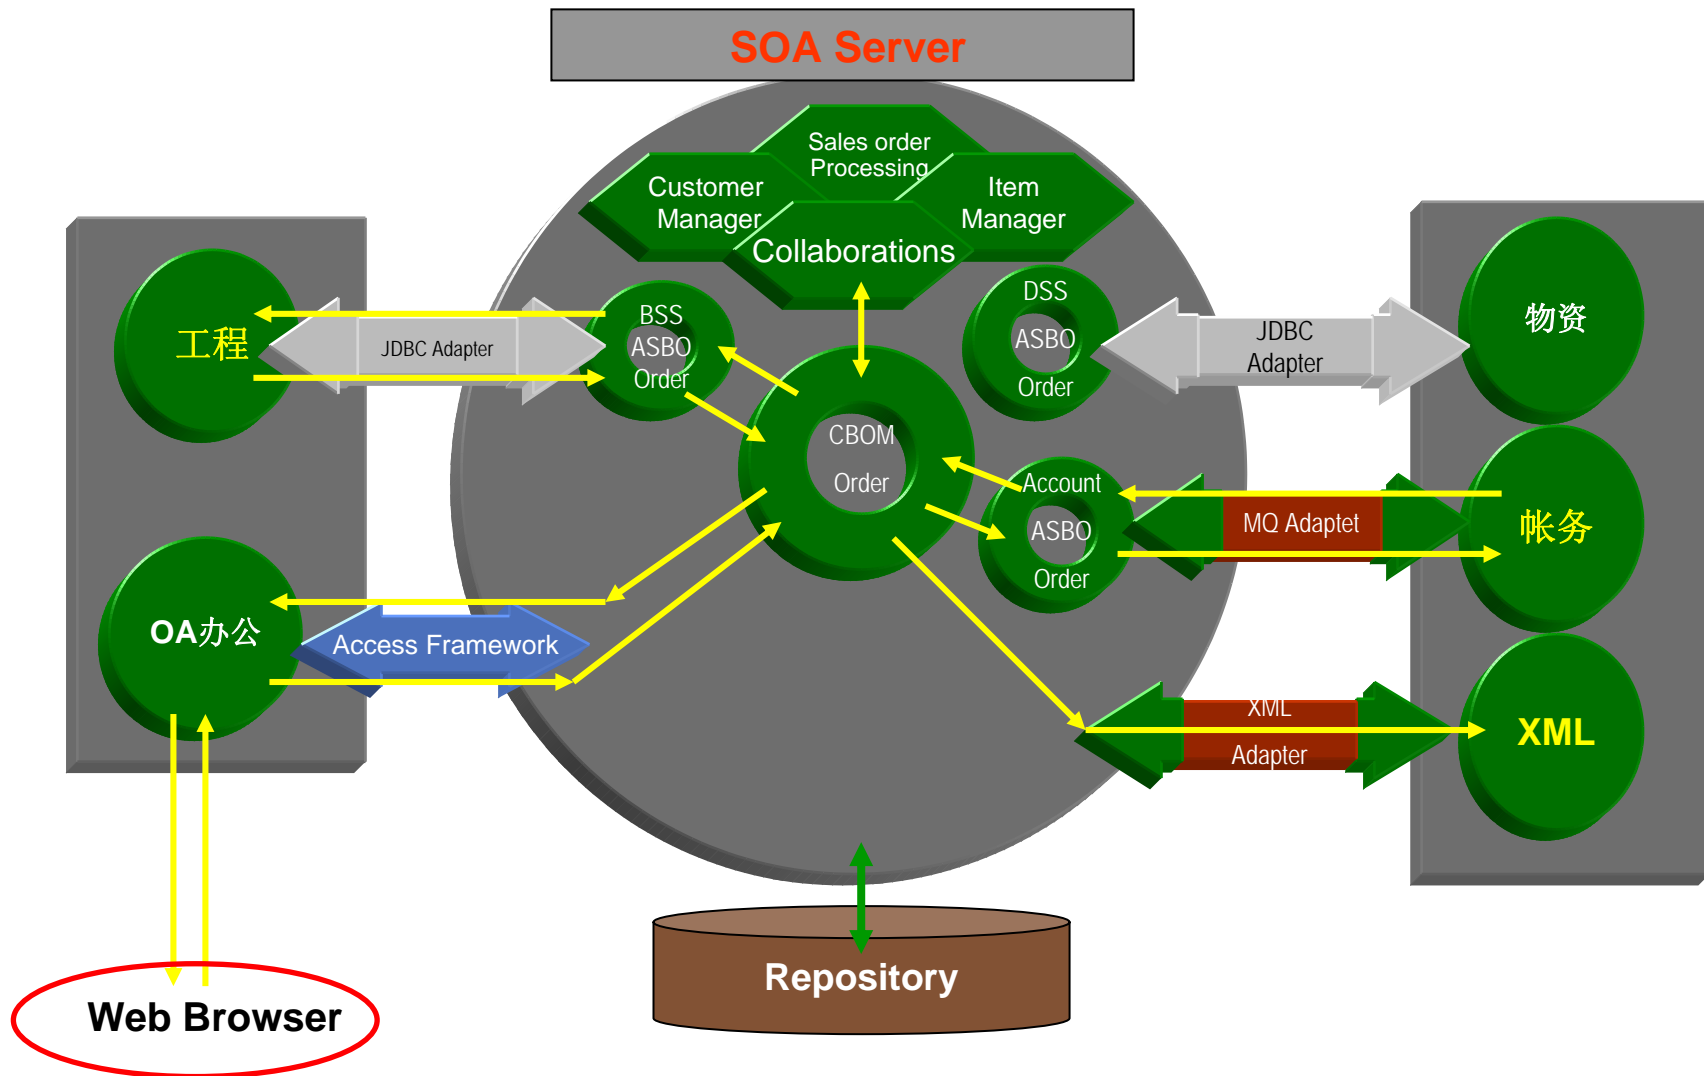 SOA Server
Sales order
Processing
Customer
Manager
Item
Manager
Collaborations
工程
JDBC Adapter
BSS
ASBO
Order
DSS
ASBO
Order
JDBC
Adapter
物资
CBOM
Order
Account
ASBO
Order
MQ Adaptet
帐务
OA办公
Access Framework
XML
Adapter
XML
Repository
Web Browser